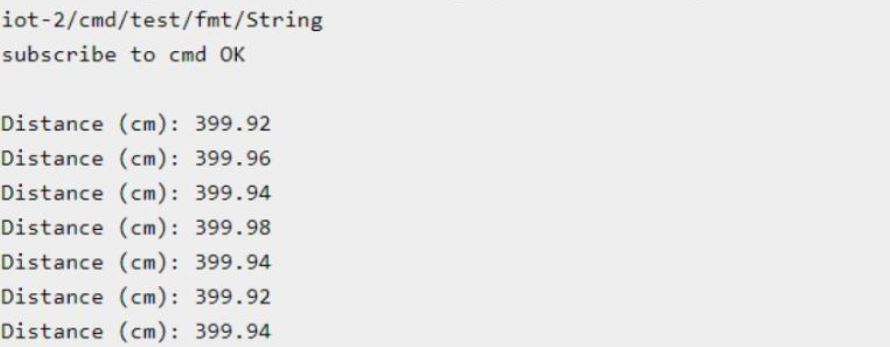 iot-2/cmd/test/fmt/String
subscribe to cmd OK
Distance (cm): 399.92
Distance (cm): 399.96
Distance (cm): 399.94
Distance (cm): 399.98
Distance (cm): 399.94
Distance (cm): 399.92
Distance (cm): 399.94